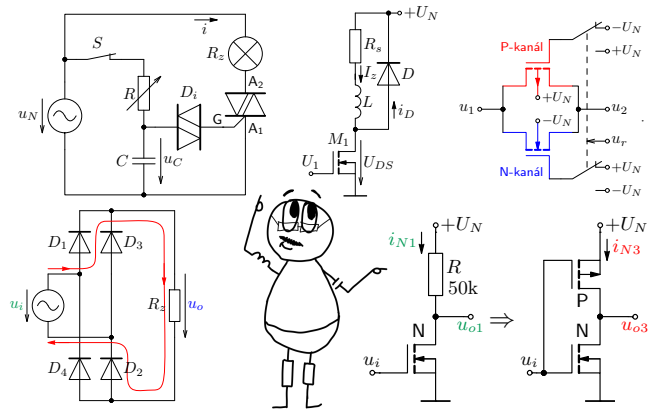 i
S
R_z
A_2
R
D_i
u_N
G
A_1
C
u_C
+U_N
R_s
I_z
D
L
i_D
M_1
U_1
U_DS
P-kanál
−U_N
+U_N
+U_N
u_1
u_2
−U_N
u_r
N-kanál
+U_N
−U_N
D_1
D_3
u_i
R_z
u_o
D_4
D_2
+U_N
i_N1
R
50k
N
u_o1
u_i
⇒
+U_N
i_N3
P
u_o3
N
u_i